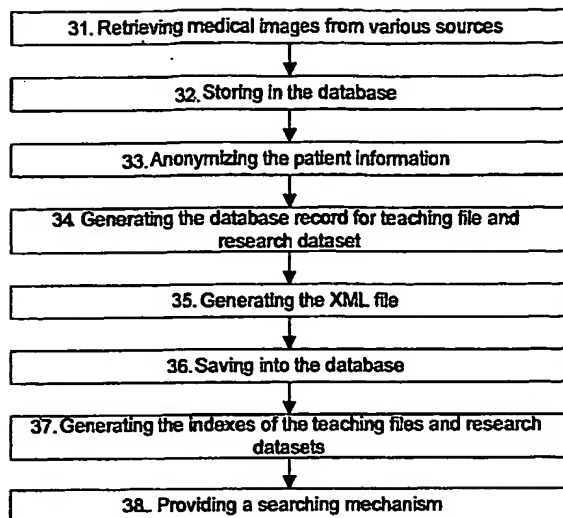 31. Retrieving medical images from various sources
32. Storing in the database
33. Anonymizing the patient information
34. Generating the database record for teaching file and
research dataset
35. Generating the XML file
36. Saving into the database
37. Generating the indexes of the teaching files and research
datasets
38.. Providing a searching mechanism